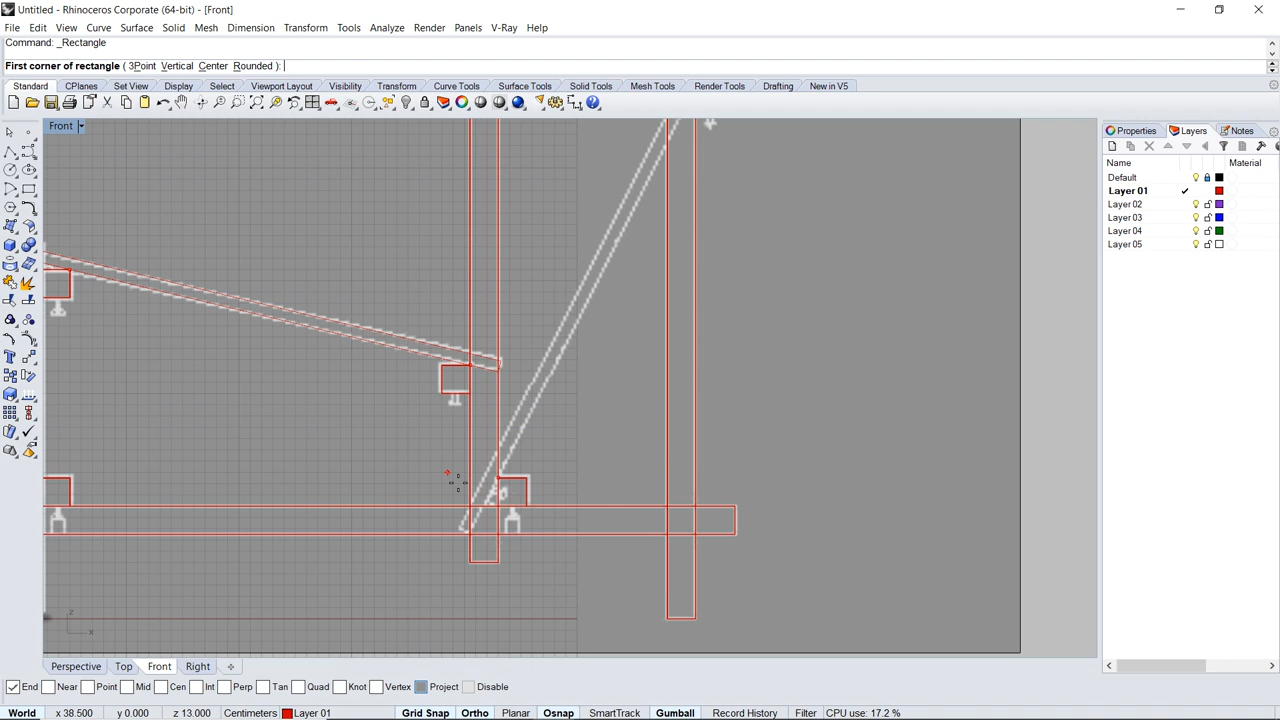 Untitled - Rhinoceros Corporate (64-bit) - [Front]
File Edit View Curve Surface Solid Mesh Dimension Transform Tools Analyze Render Panels V-Ray Help
Command: _Rectangle
First corner of rectangle ( 3Point Vertical Center Rounded ):
Standard CPlanes Set View Display Select Viewport Layout Visibility Transform Curve Tools Surface Tools Solid Tools Mesh Tools Render Tools Drafting New in V5
Front
Properties Layers Notes
Name Material
Default
Layer 01
Layer 02
Layer 03
Layer 04
Layer 05
z
x
Perspective Top Front Right
End Near Point Mid Cen Int Perp Tan Quad Knot Vertex Project Disable
World x 38.500 y 0.000 z 13.000 Centimeters Layer 01 Grid Snap Ortho Planar Osnap SmartTrack Gumball Record History Filter CPU use: 17.2 %